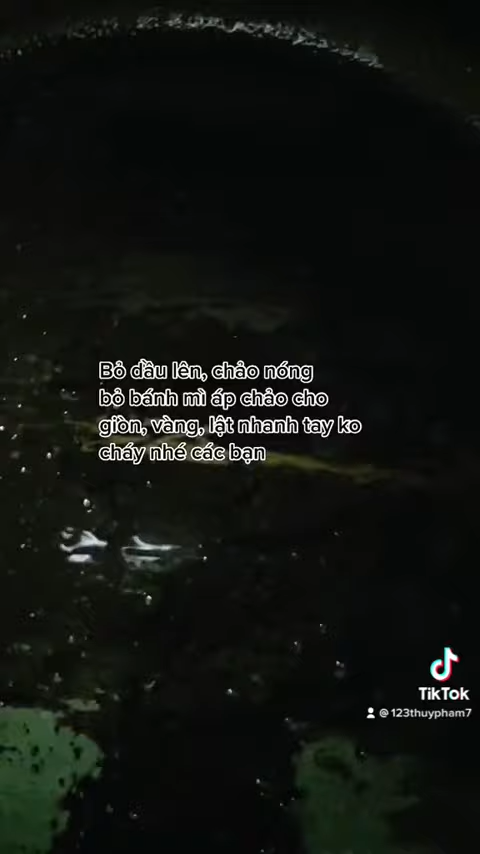 Bỏ dầu lên, chảo nóng
bỏ bánh mì áp chảo cho
giòn, vàng, lật nhanh tay ko
cháy nhé các bạn
TikTok
@123thuypham7